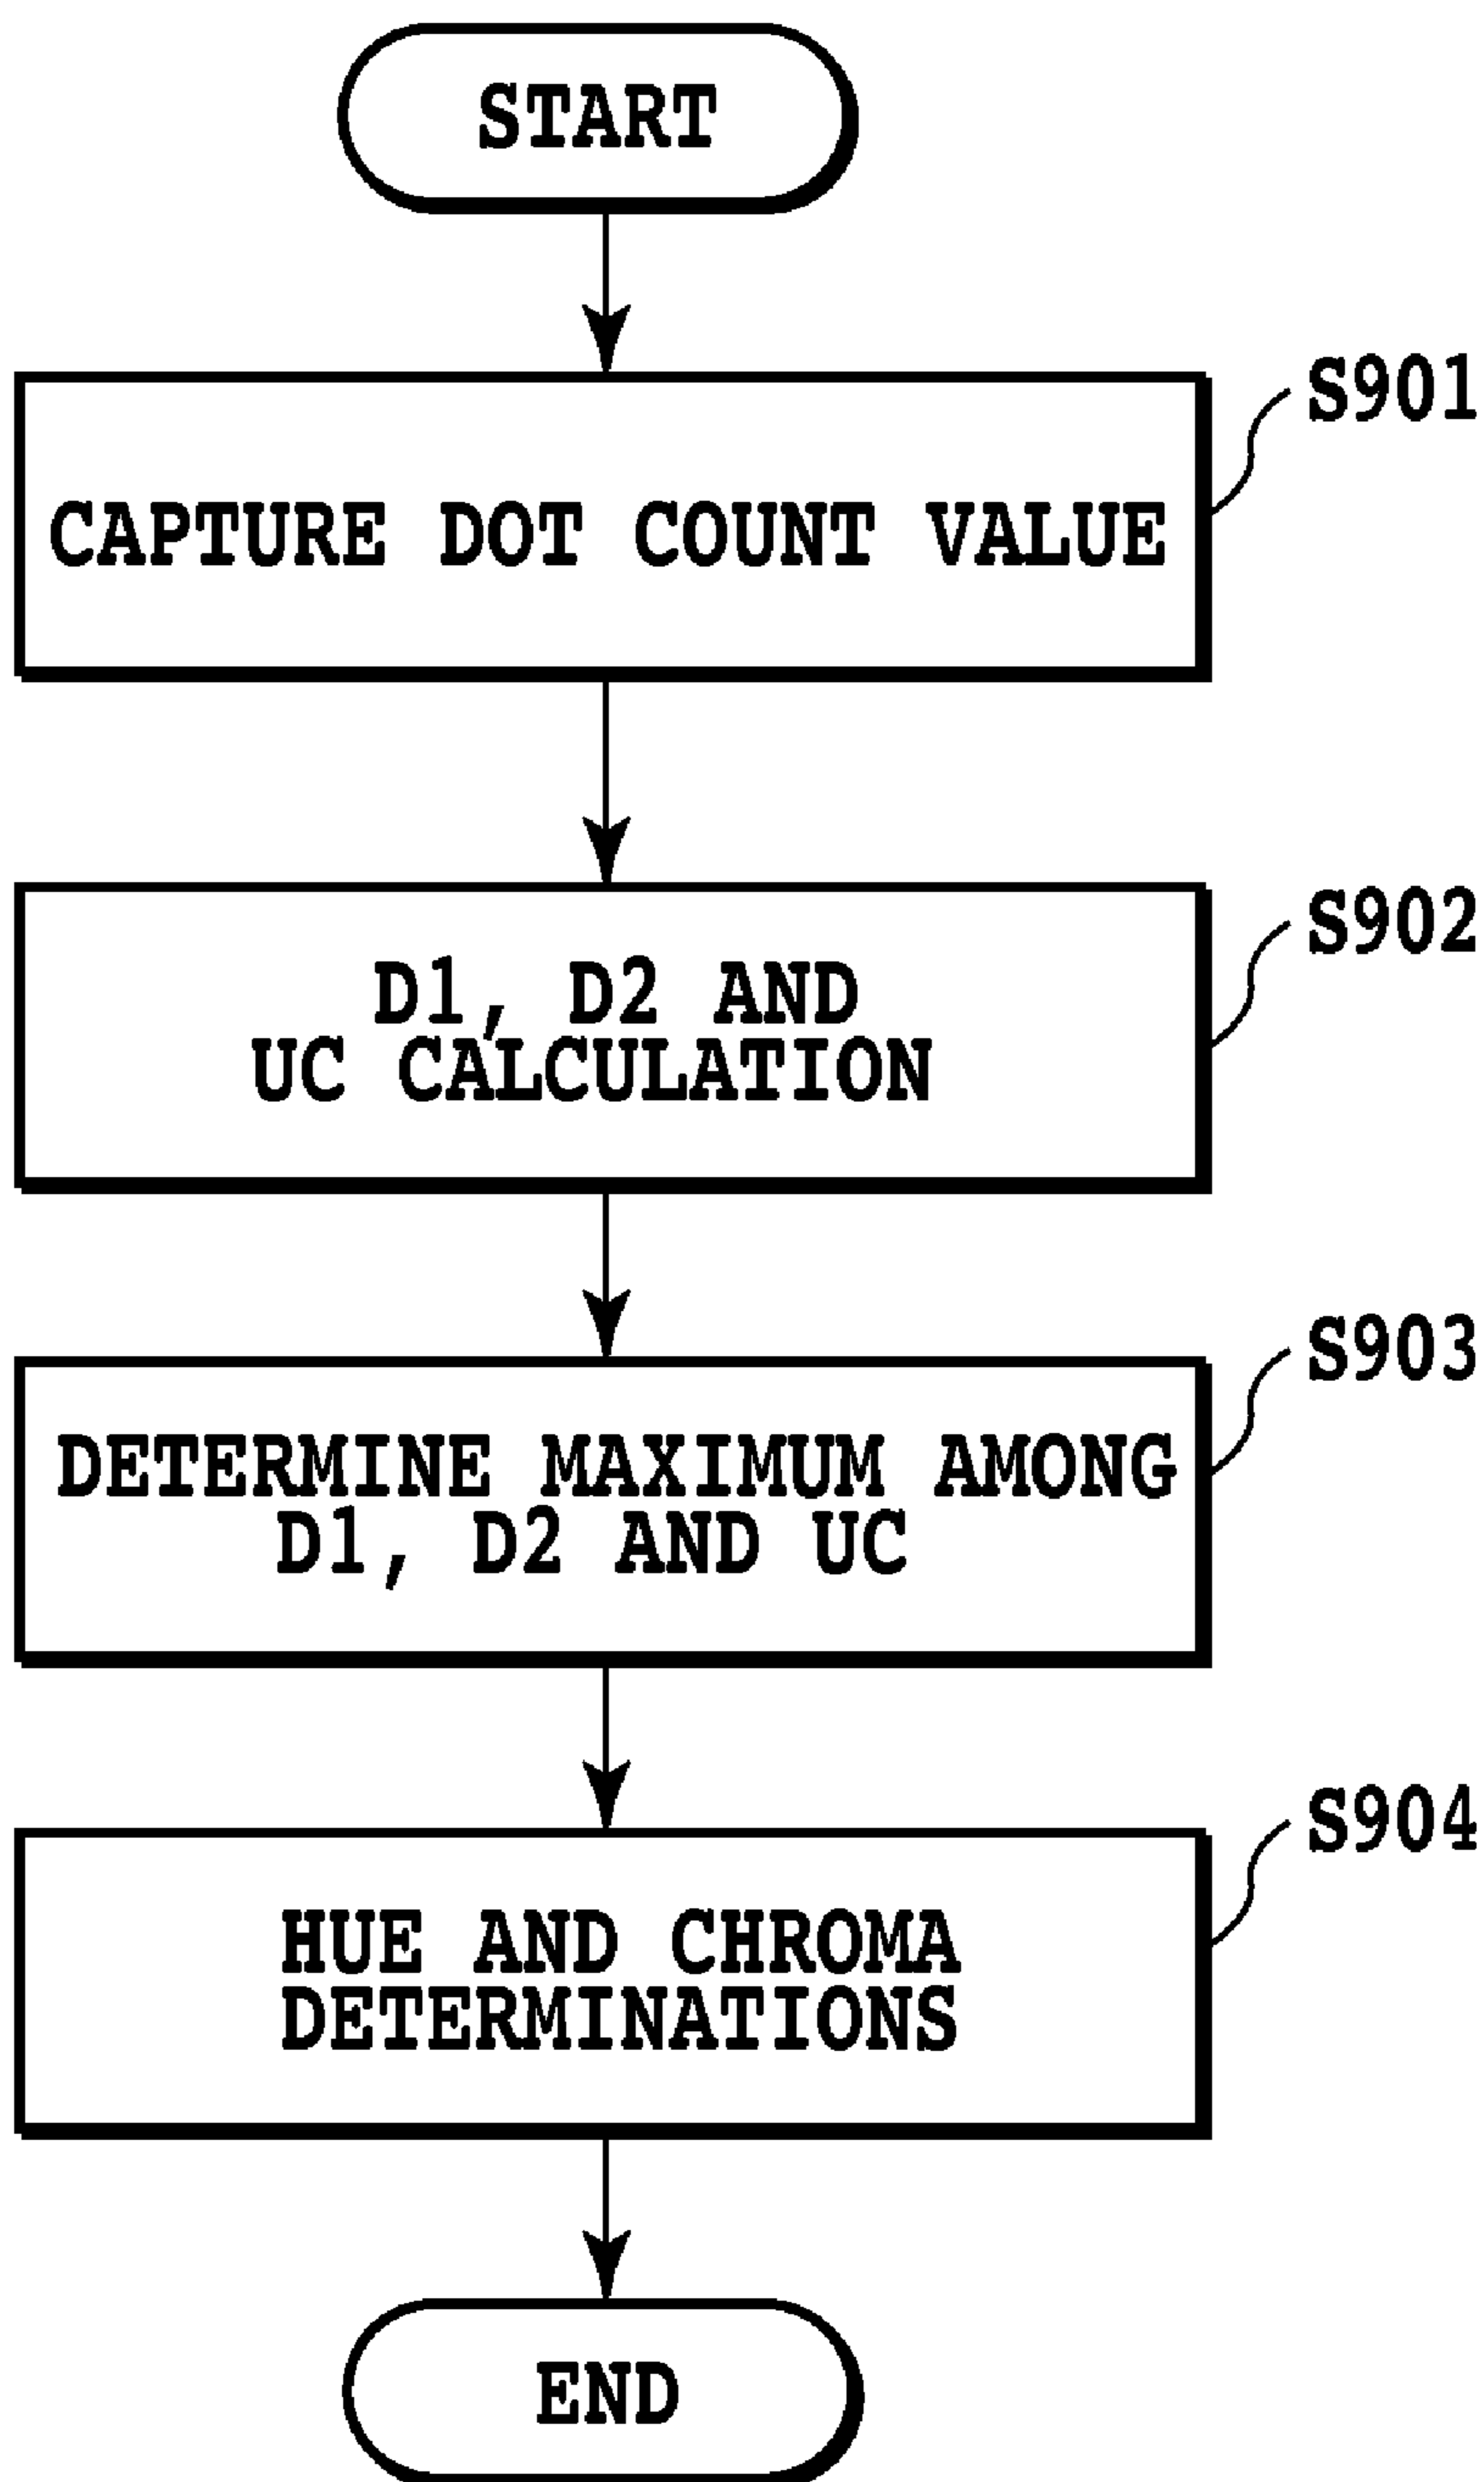 START
S901
CAPTURE DOT COUNT VALUE
S902
D1, D2 AND
UC CALCULATION
S903
DETERMINE MAXIMUM AMONG
D1, D2 AND UC
S904
HUE AND CHROMA
DETERMINATIONS
END